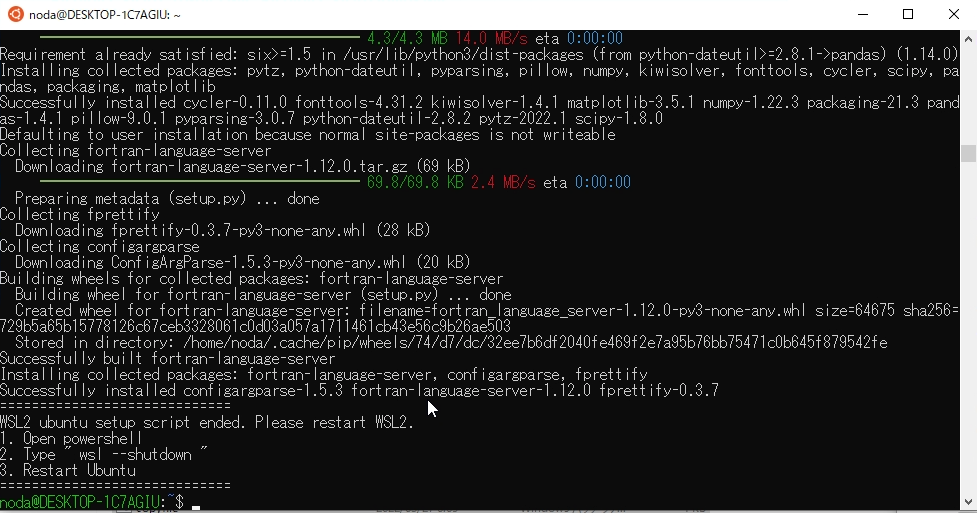 noda@DESKTOP-1C7AGIU: ~
4.3/4.3 MB 14.0 MB/s eta 0:00:00
Requirement already satisfied: six>=1.5 in /usr/lib/python3/dist-packages (from python-dateutil>=2.8.1->pandas) (1.14.0)
Installing collected packages: pytz, python-dateutil, pyparsing, pillow, numpy, kiwisolver, fonttools, cycler, scipy, pa
ndas, packaging, matplotlib
Successfully installed cycler-0.11.0 fonttools-4.31.2 kiwisolver-1.4.1 matplotlib-3.5.1 numpy-1.22.3 packaging-21.3 pand
as-1.4.1 pillow-9.0.1 pyparsing-3.0.7 python-dateutil-2.8.2 pytz-2022.1 scipy-1.8.0
Defaulting to user installation because normal site-packages is not writeable
Collecting fortran-language-server
Downloading fortran-language-server-1.12.0.tar.gz (69 kB)
69.8/69.8 KB 2.4 MB/s eta 0:00:00
Preparing metadata (setup.py) ... done
Collecting fprettify
Downloading fprettify-0.3.7-py3-none-any.whl (28 kB)
Collecting configargparse
Downloading ConfigArgParse-1.5.3-py3-none-any.whl (20 kB)
Building wheels for collected packages: fortran-language-server
Building wheel for fortran-language-server (setup.py) ... done
Created wheel for fortran-language-server: filename=fortran_language_server-1.12.0-py3-none-any.whl size=64675 sha256=
729b5a65b15778126c67ceb3328061c0d03a057a1711461cb43e56c9b26ae503
Stored in directory: /home/noda/.cache/pip/wheels/74/d7/dc/32ee7b6df2040fe469f2e7a95b76bb75471c0b645f879542fe
Successfully built fortran-language-server
Installing collected packages: fortran-language-server, configargparse, fprettify
Successfully installed configargparse-1.5.3 fortran-language-server-1.12.0 fprettify-0.3.7
=============================
WSL2 ubuntu setup script ended. Please restart WSL2.
1. Open powershell
2. Type " wsl --shutdown "
3. Restart Ubuntu
=============================
noda@DESKTOP-1C7AGIU:~$